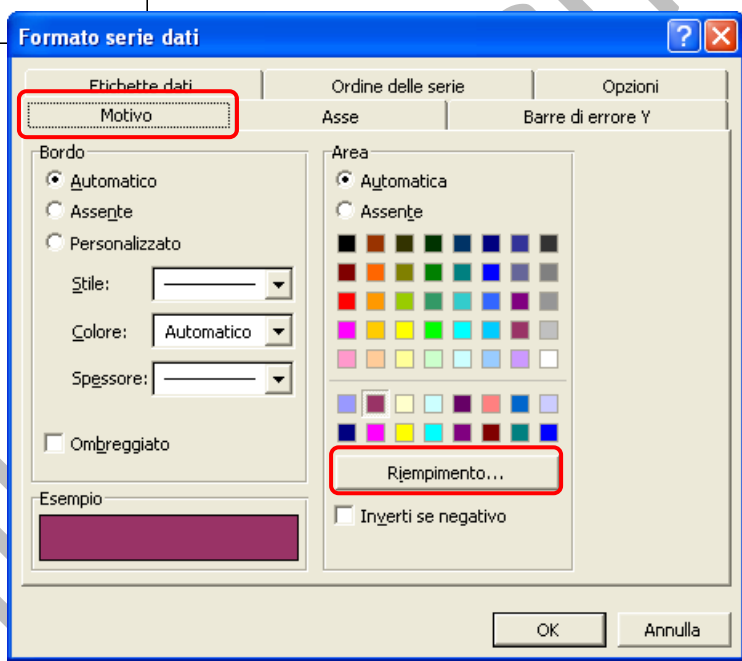 Formato serie dati
Etichette dati Ordine delle serie Opzioni
Motivo Asse Barre di errore Y
Bordo
Automatico
Assente
Personalizzato
Stile:
Colore: Automatico
Spessore:
Ombreggiato
Esempio
Area
Automatica
Assente
Riempimento...
Inverti se negativo
OK Annulla